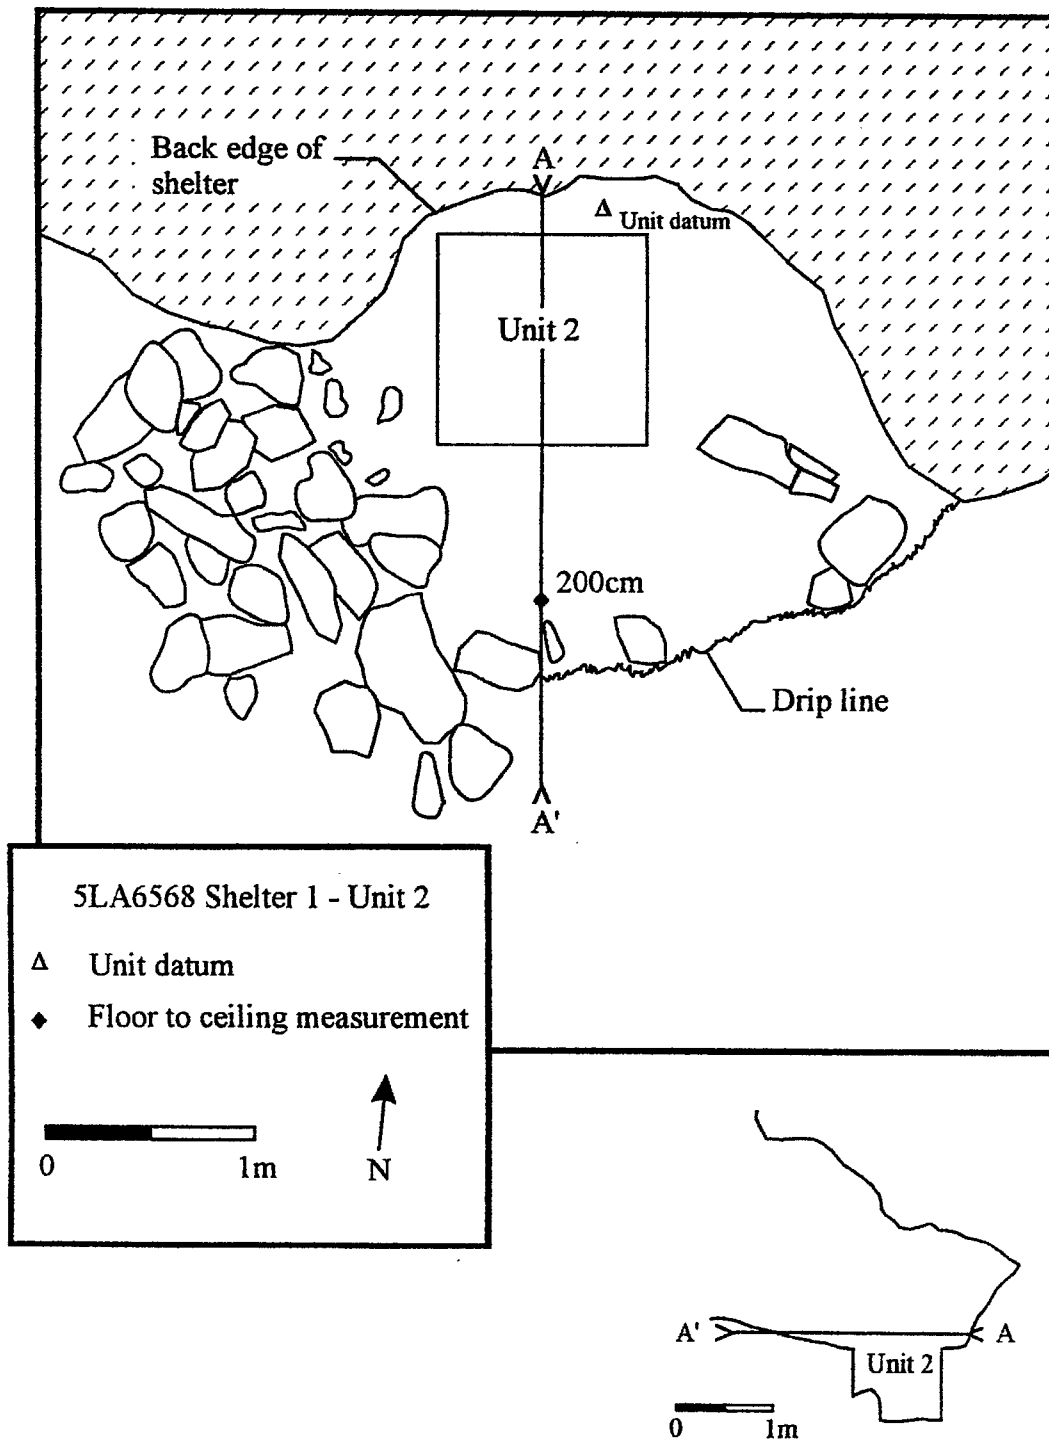 Back edge of
shelter
A
Δ Unit datum
Unit 2
200cm
Drip line
A'
5LA6568 Shelter 1 - Unit 2
Δ Unit datum
◆ Floor to ceiling measurement
0 1m
N
A' A
Unit 2
0 1m